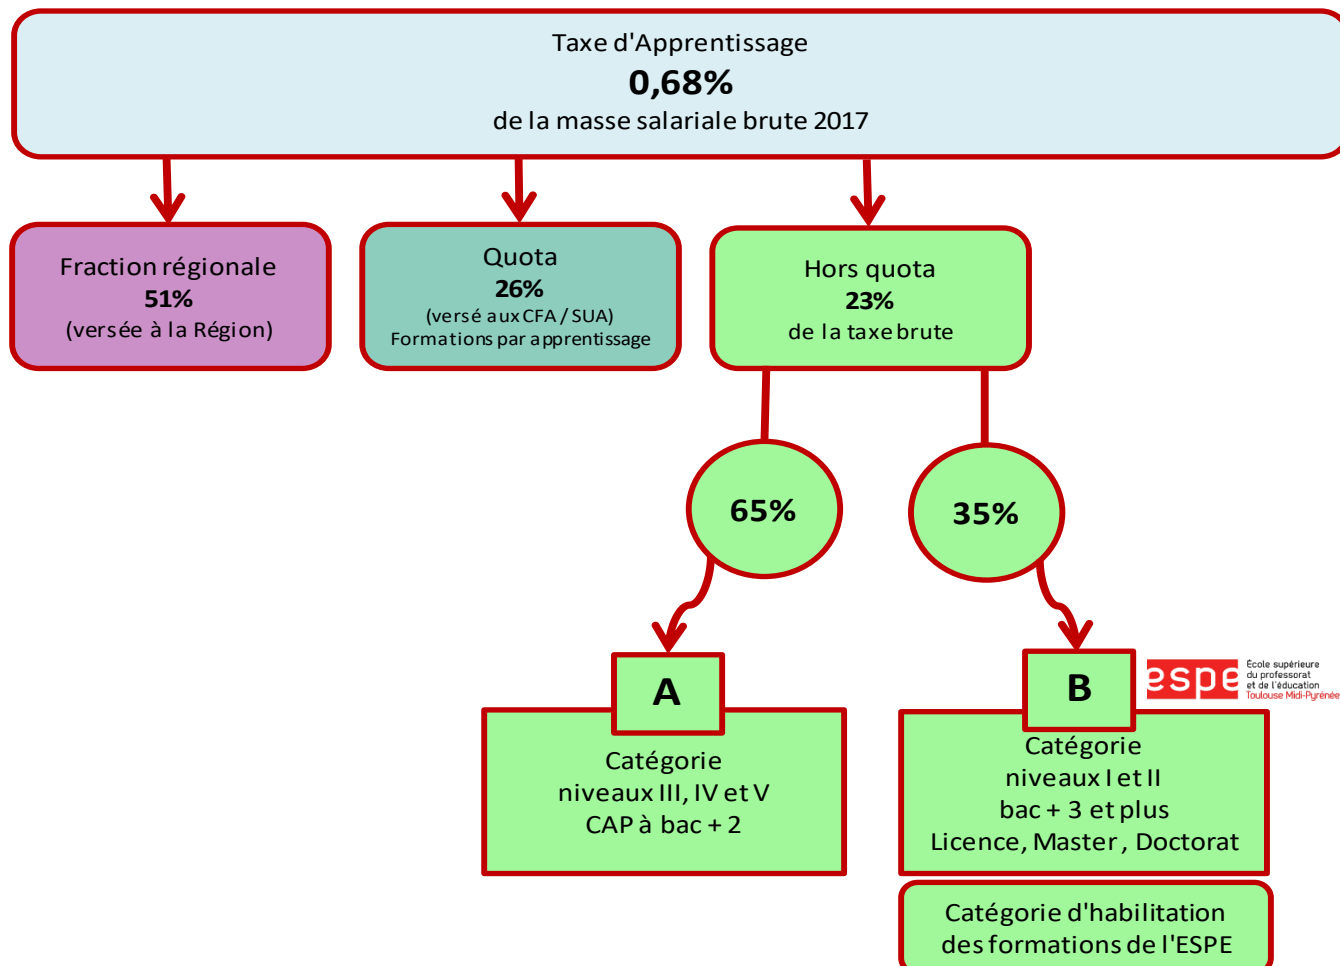 Taxe d'Apprentissage
0,68%
de la masse salariale brute 2017
Fraction régionale
51%
(versée à la Région)
Quota
26%
(versé aux CFA / SUA)
Formations par apprentissage
Hors quota
23%
de la taxe brute
65%
35%
A
Catégorie
niveaux III, IV et V
CAP à bac + 2
B
espe
École supérieure
du professorat
et de l'éducation
Toulouse Midi-Pyrénées
Catégorie
niveaux I et II
bac + 3 et plus
Licence, Master , Doctorat
Catégorie d'habilitation
des formations de l'ESPE